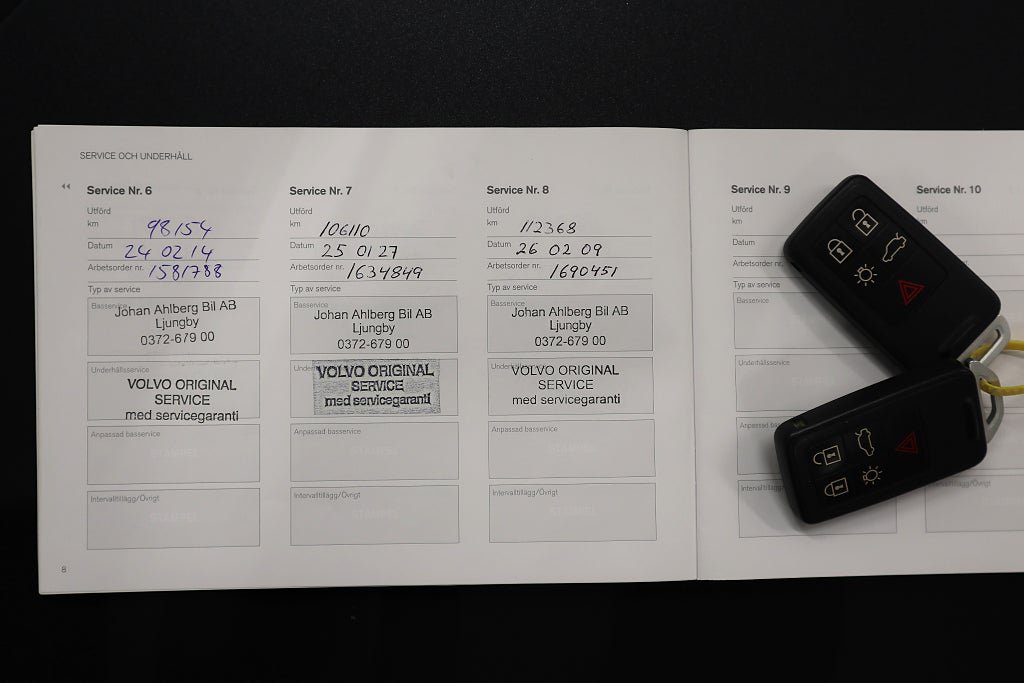 SERVICE OCH UNDERHÅLL
Service Nr. 6
Utförd
km 98154
Datum 24 02 14
Arbetsorder nr. 1581788
Typ av service
Basservice
Johan Ahlberg Bil AB
Ljungby
0372-679 00
Underhållsservice
VOLVO ORIGINAL
SERVICE
med servicegaranti
Anpassad basservice
STÄMPEL
Intervalltillägg/Övrigt
STÄMPEL
8
Service Nr. 7
Utförd
km 106110
Datum 25 01 27
Arbetsorder nr. 1634849
Typ av service
Basservice
Johan Ahlberg Bil AB
Ljungby
0372-679 00
VOLVO ORIGINAL
SERVICE
med servicegaranti
Anpassad basservice
STÄMPEL
Intervalltillägg/Övrigt
STÄMPEL
Service Nr. 8
Utförd
km 112368
Datum 26 02 09
Arbetsorder nr. 1690451
Typ av service
Basservice
Johan Ahlberg Bil AB
Ljungby
0372-679 00
Underhållsservice
VOLVO ORIGINAL
SERVICE
med servicegaranti
Anpassad basservice
STÄMPEL
Intervalltillägg/Övrigt
STÄMPEL
Service Nr. 9
Utförd
km
Datum
Arbetsorder nr.
Typ av service
Basservice
Underhållsservice
Service Nr. 10
Utförd